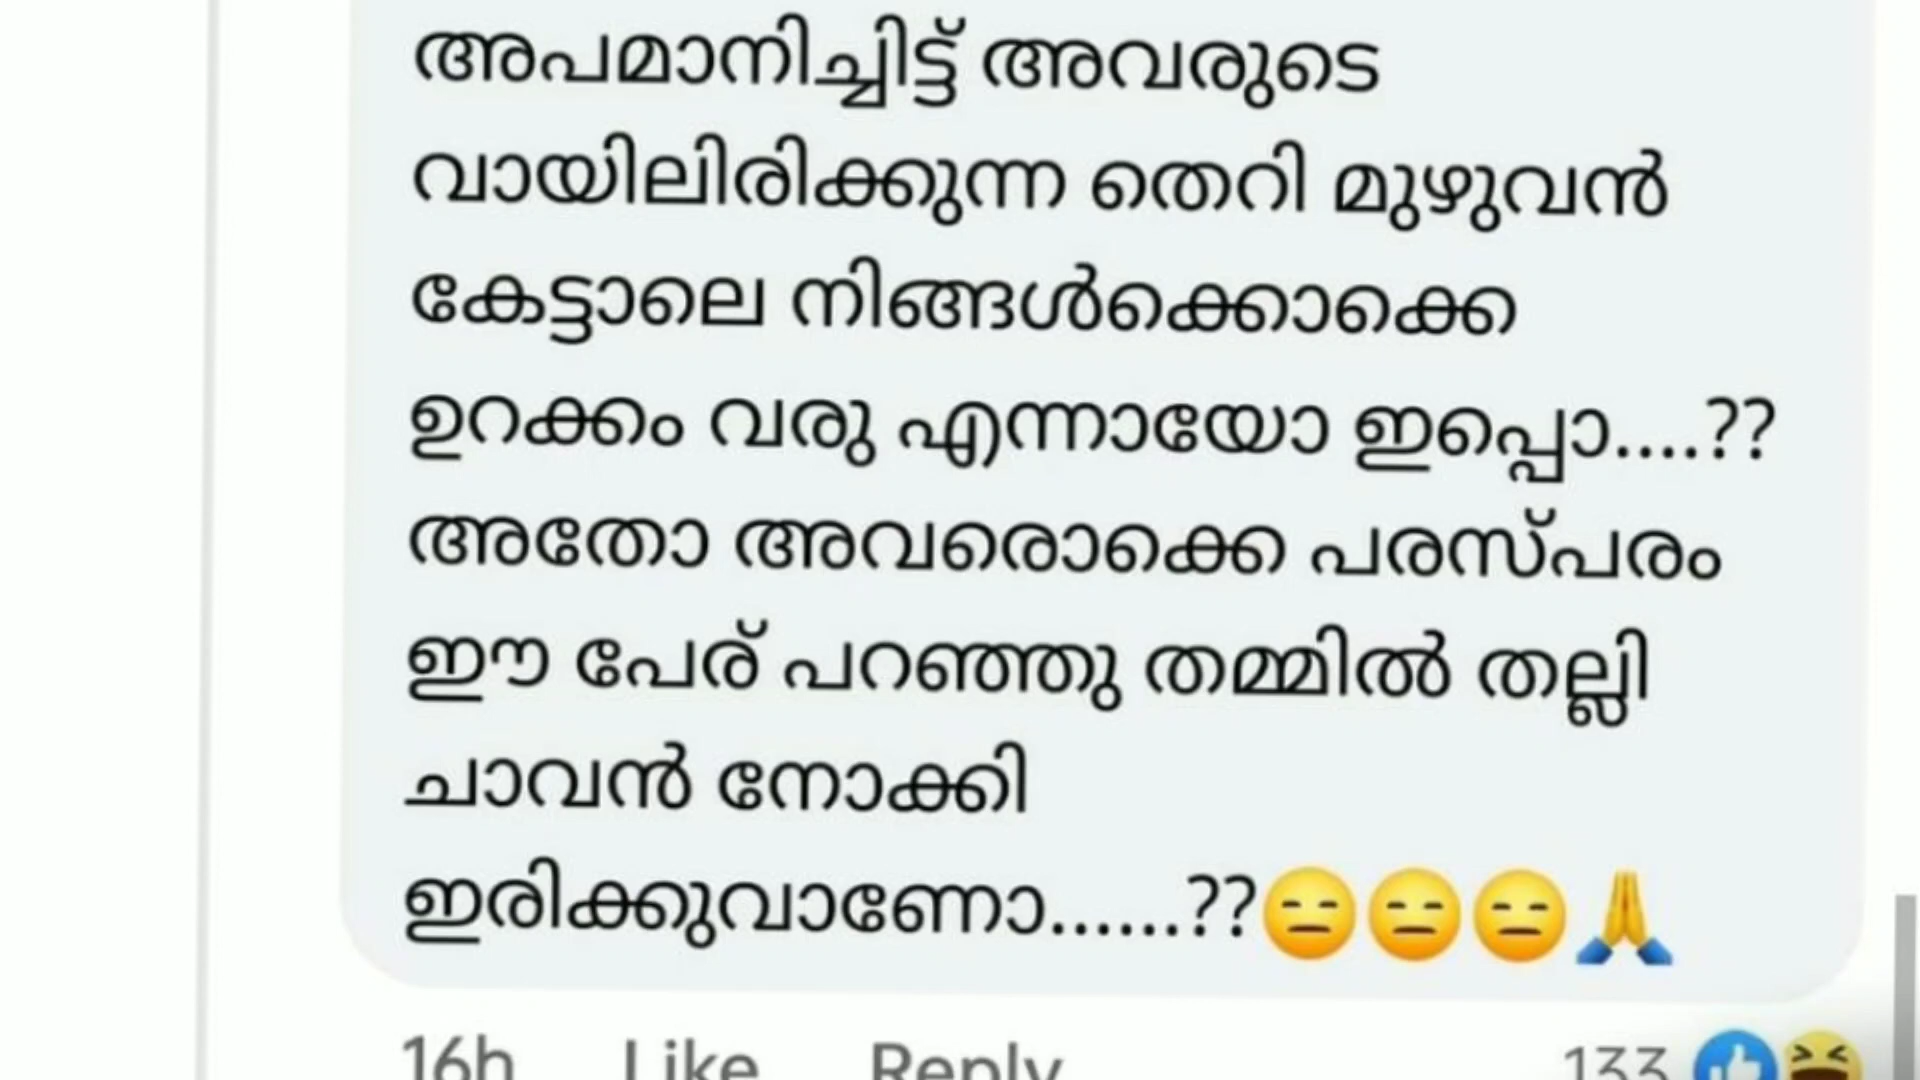 അപമാനിച്ചിട്ട് അവരുടെ
വായിലിരിക്കുന്ന തെറി മുഴുവൻ
കേട്ടാലെ നിങ്ങൾക്കൊക്കെ
ഉറക്കം വരു എന്നായോ ഇപ്പൊ....??
അതോ അവരൊക്കെ പരസ്പരം
ഈ പേര് പറഞ്ഞു തമ്മിൽ തല്ലി
ചാവൻ നോക്കി
ഇരിക്കുവാണോ......??😑😑😑🙏
16h Like Reply 133